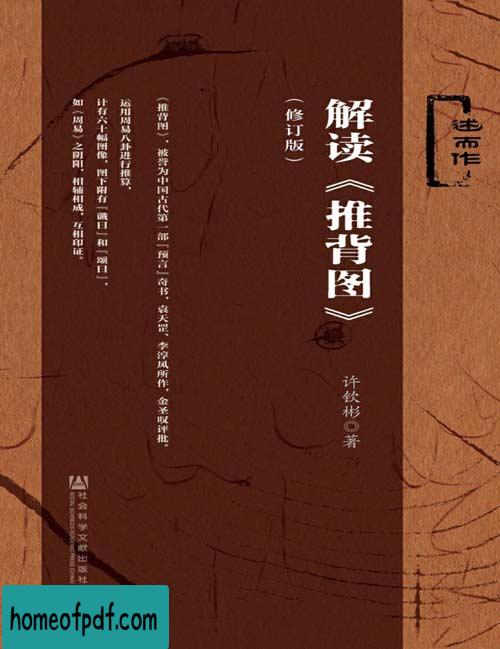 述而作
解读《推背图》
（修订版）
许钦彬◎著
《推背图》，被誉为中国古代第一部“预言”奇书，袁天罡、李淳风所作，金圣叹评批。
运用周易八卦进行推算，
计有六十幅图像，图下附有“谶曰”和“颂曰”，
如《周易》之阴阳，相辅相成，互相印证。
社会科学文献出版社
homeofpdf.com